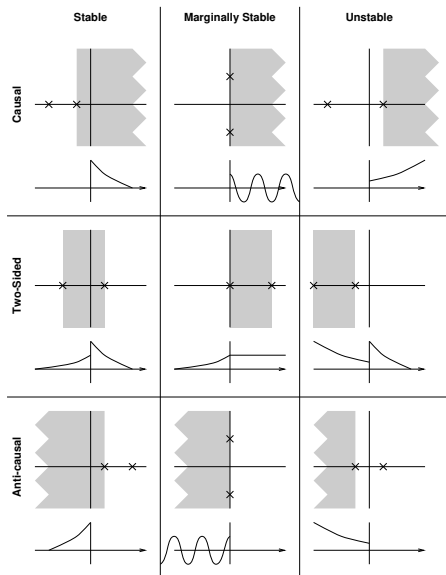 Stable
Marginally Stable
Unstable
Causal
Two-Sided
Anti-causal